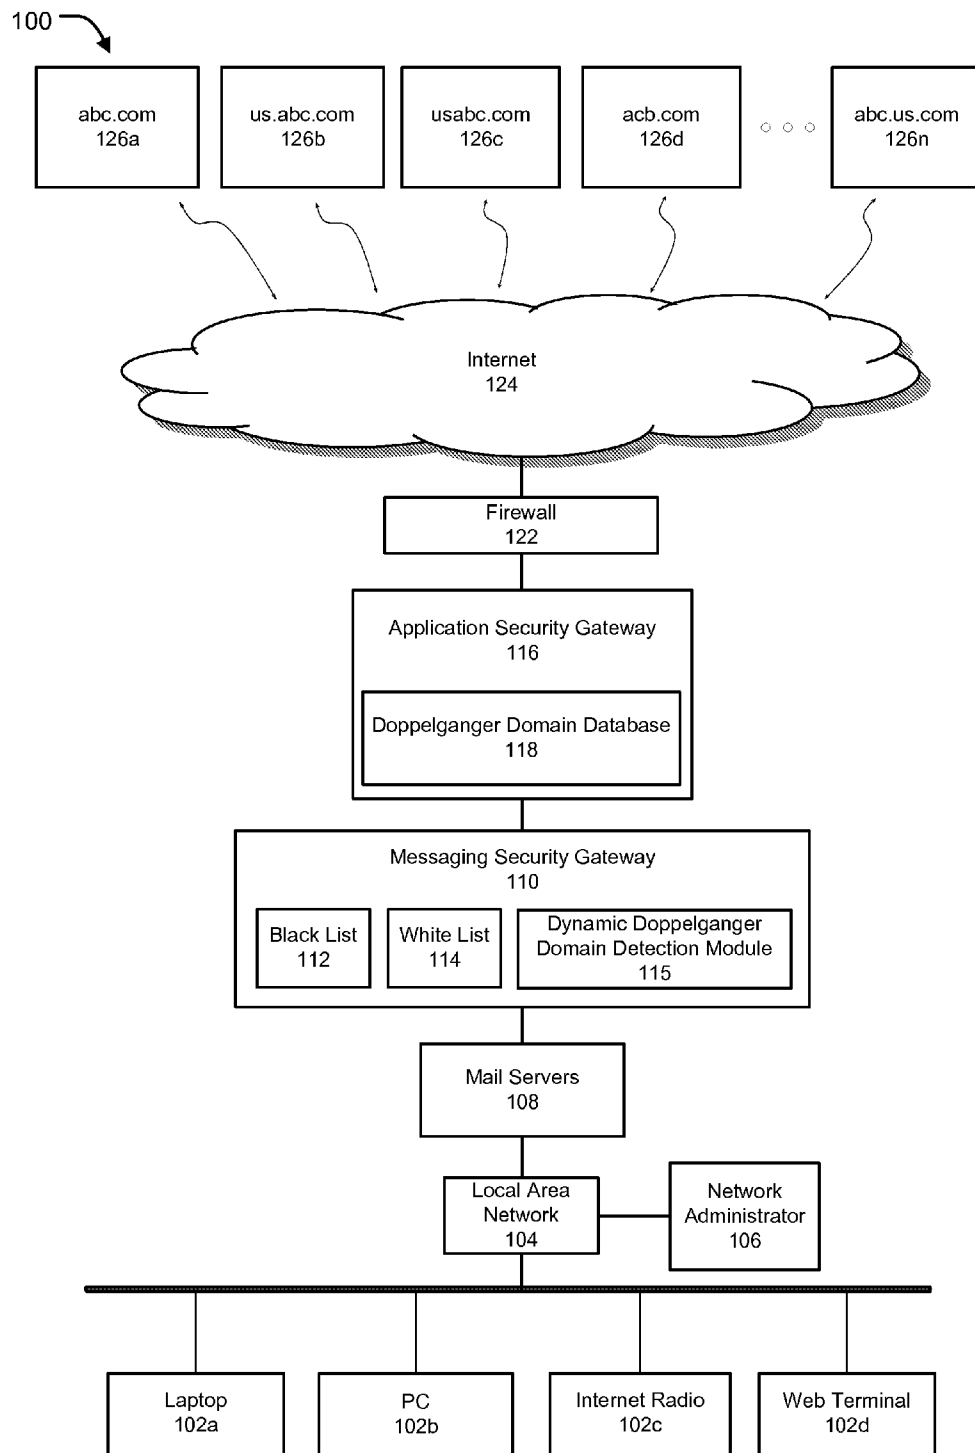 100
abc.com
126a
us.abc.com
126b
usabc.com
126c
acb.com
126d
abc.us.com
126n
Internet
124
Firewall
122
Application Security Gateway
116
Doppelganger Domain Database
118
Messaging Security Gateway
110
Black List
112
White List
114
Dynamic Doppelganger
Domain Detection Module
115
Mail Servers
108
Local Area
Network
104
Network
Administrator
106
Laptop
102a
PC
102b
Internet Radio
102c
Web Terminal
102d